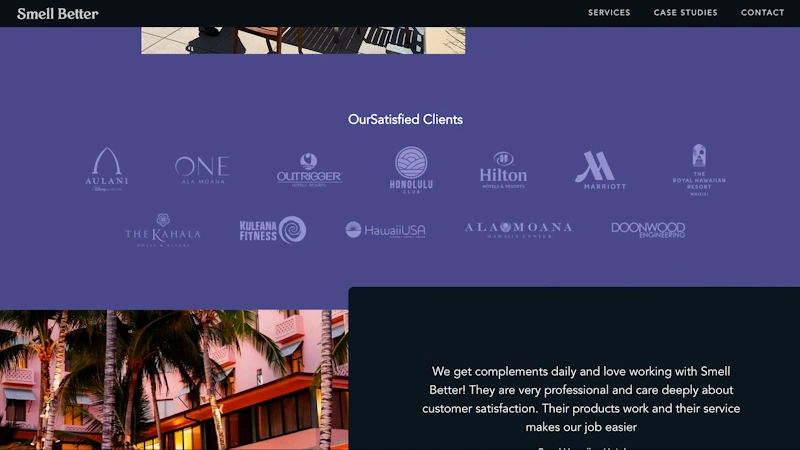 Smell Better
SERVICES CASE STUDIES CONTACT
OurSatisfied Clients
AULANI
ONE
ALA MOANA
OUTRIGGER
HOTELS · RESORTS
HONOLULU
CLUB
Hilton
HOTELS & RESORTS
MARRIOTT
THE
ROYAL HAWAIIAN
RESORT
WAIKIKI
THE KAHALA
HOTEL & RESORT
KULEANA
FITNESS
HawaiiUSA
ALA MOANA
HAWAII'S CENTER
DOONWOOD
ENGINEERING
We get complements daily and love working with Smell
Better! They are very professional and care deeply about
customer satisfaction. Their products work and their service
makes our job easier